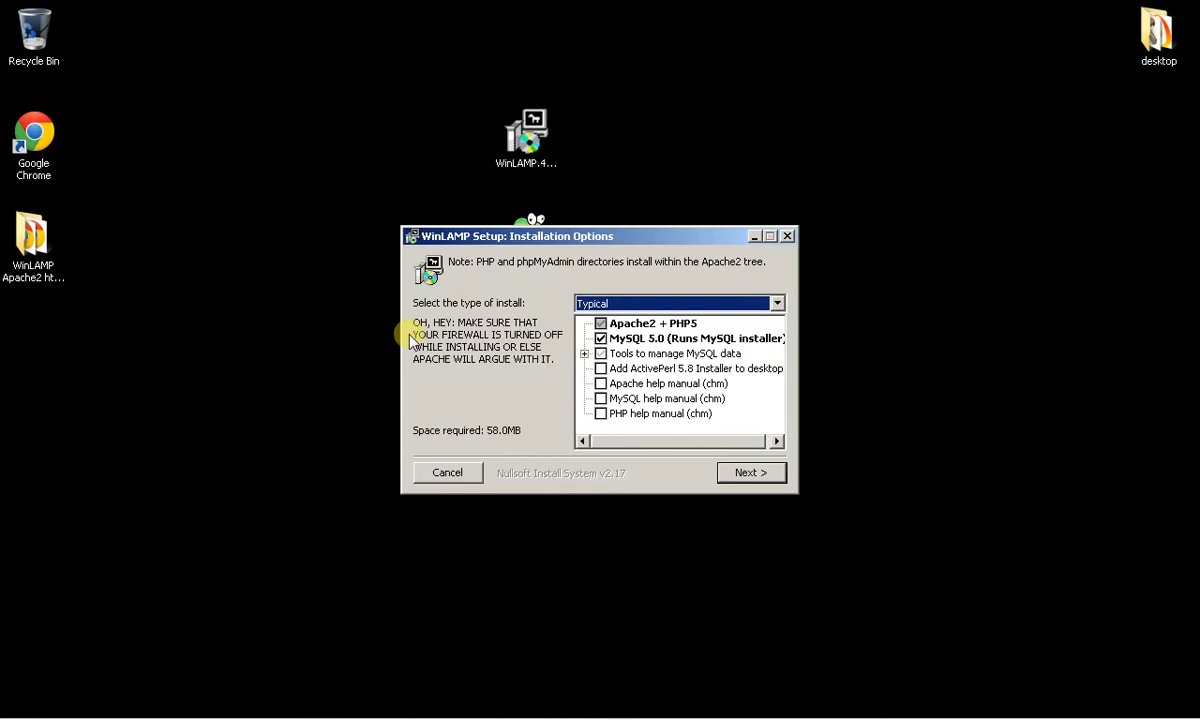 Recycle Bin
desktop
Google
Chrome
WinLAMP.4...
WinLAMP
Apache2 ht...
WinLAMP Setup: Installation Options
Note: PHP and phpMyAdmin directories install within the Apache2 tree.
Select the type of install:
Typical
OH, HEY: MAKE SURE THAT
YOUR FIREWALL IS TURNED OFF
WHILE INSTALLING OR ELSE
APACHE WILL ARGUE WITH IT.
Apache2 + PHP5
MySQL 5.0 (Runs MySQL installer)
Tools to manage MySQL data
Add ActivePerl 5.8 Installer to desktop
Apache help manual (chm)
MySQL help manual (chm)
PHP help manual (chm)
Space required: 58.0MB
Cancel
Nullsoft Install System v2.17
Next >